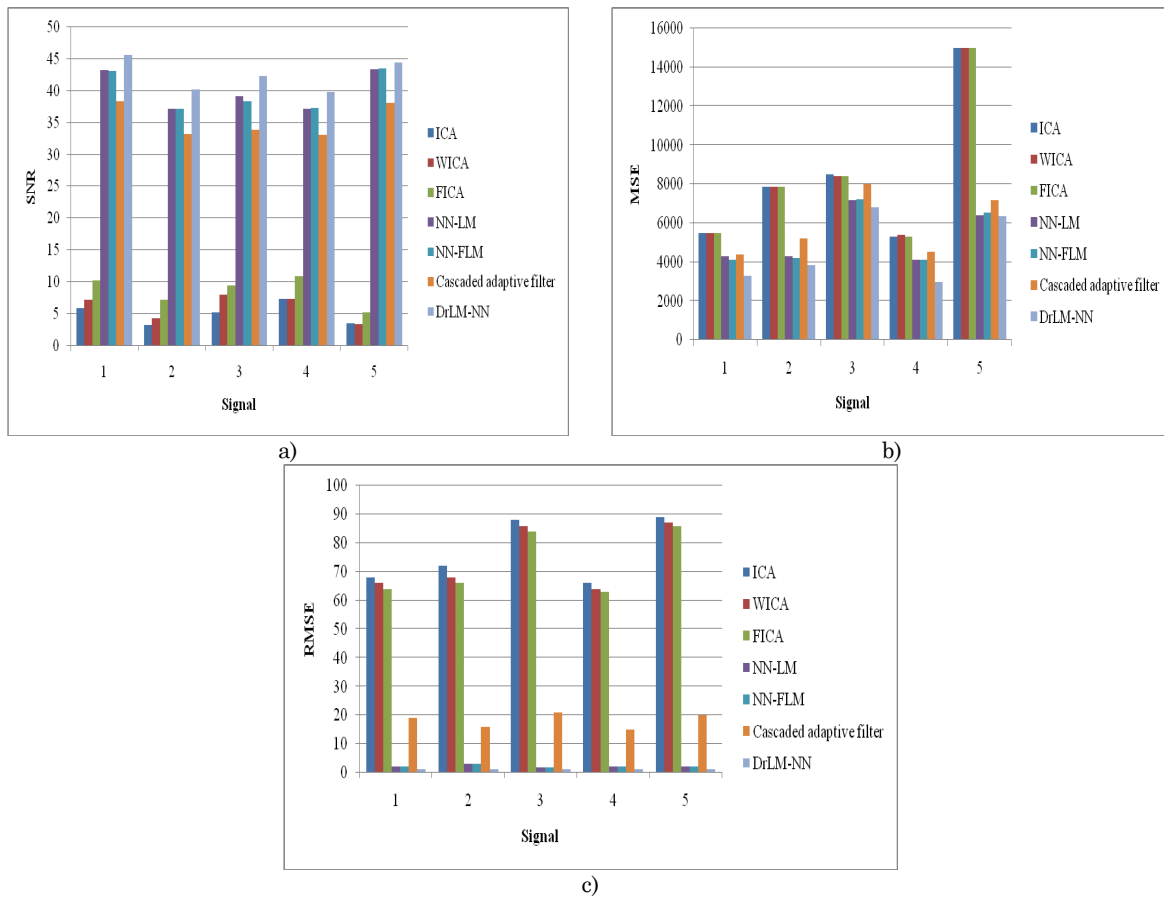 50
45
40
35
30
25
20
15
10
5
0
SNR
1 2 3 4 5
Signal
ICA
WICA
FICA
NN-LM
NN-FLM
Cascaded adaptive filter
DrLM-NN
a)
16000
14000
12000
10000
8000
6000
4000
2000
0
MSE
1 2 3 4 5
Signal
ICA
WICA
FICA
NN-LM
NN-FLM
Cascaded adaptive filter
DrLM-NN
b)
100
90
80
70
60
50
40
30
20
10
0
RMSE
1 2 3 4 5
Signal
ICA
WICA
FICA
NN-LM
NN-FLM
Cascaded adaptive filter
DrLM-NN
c)